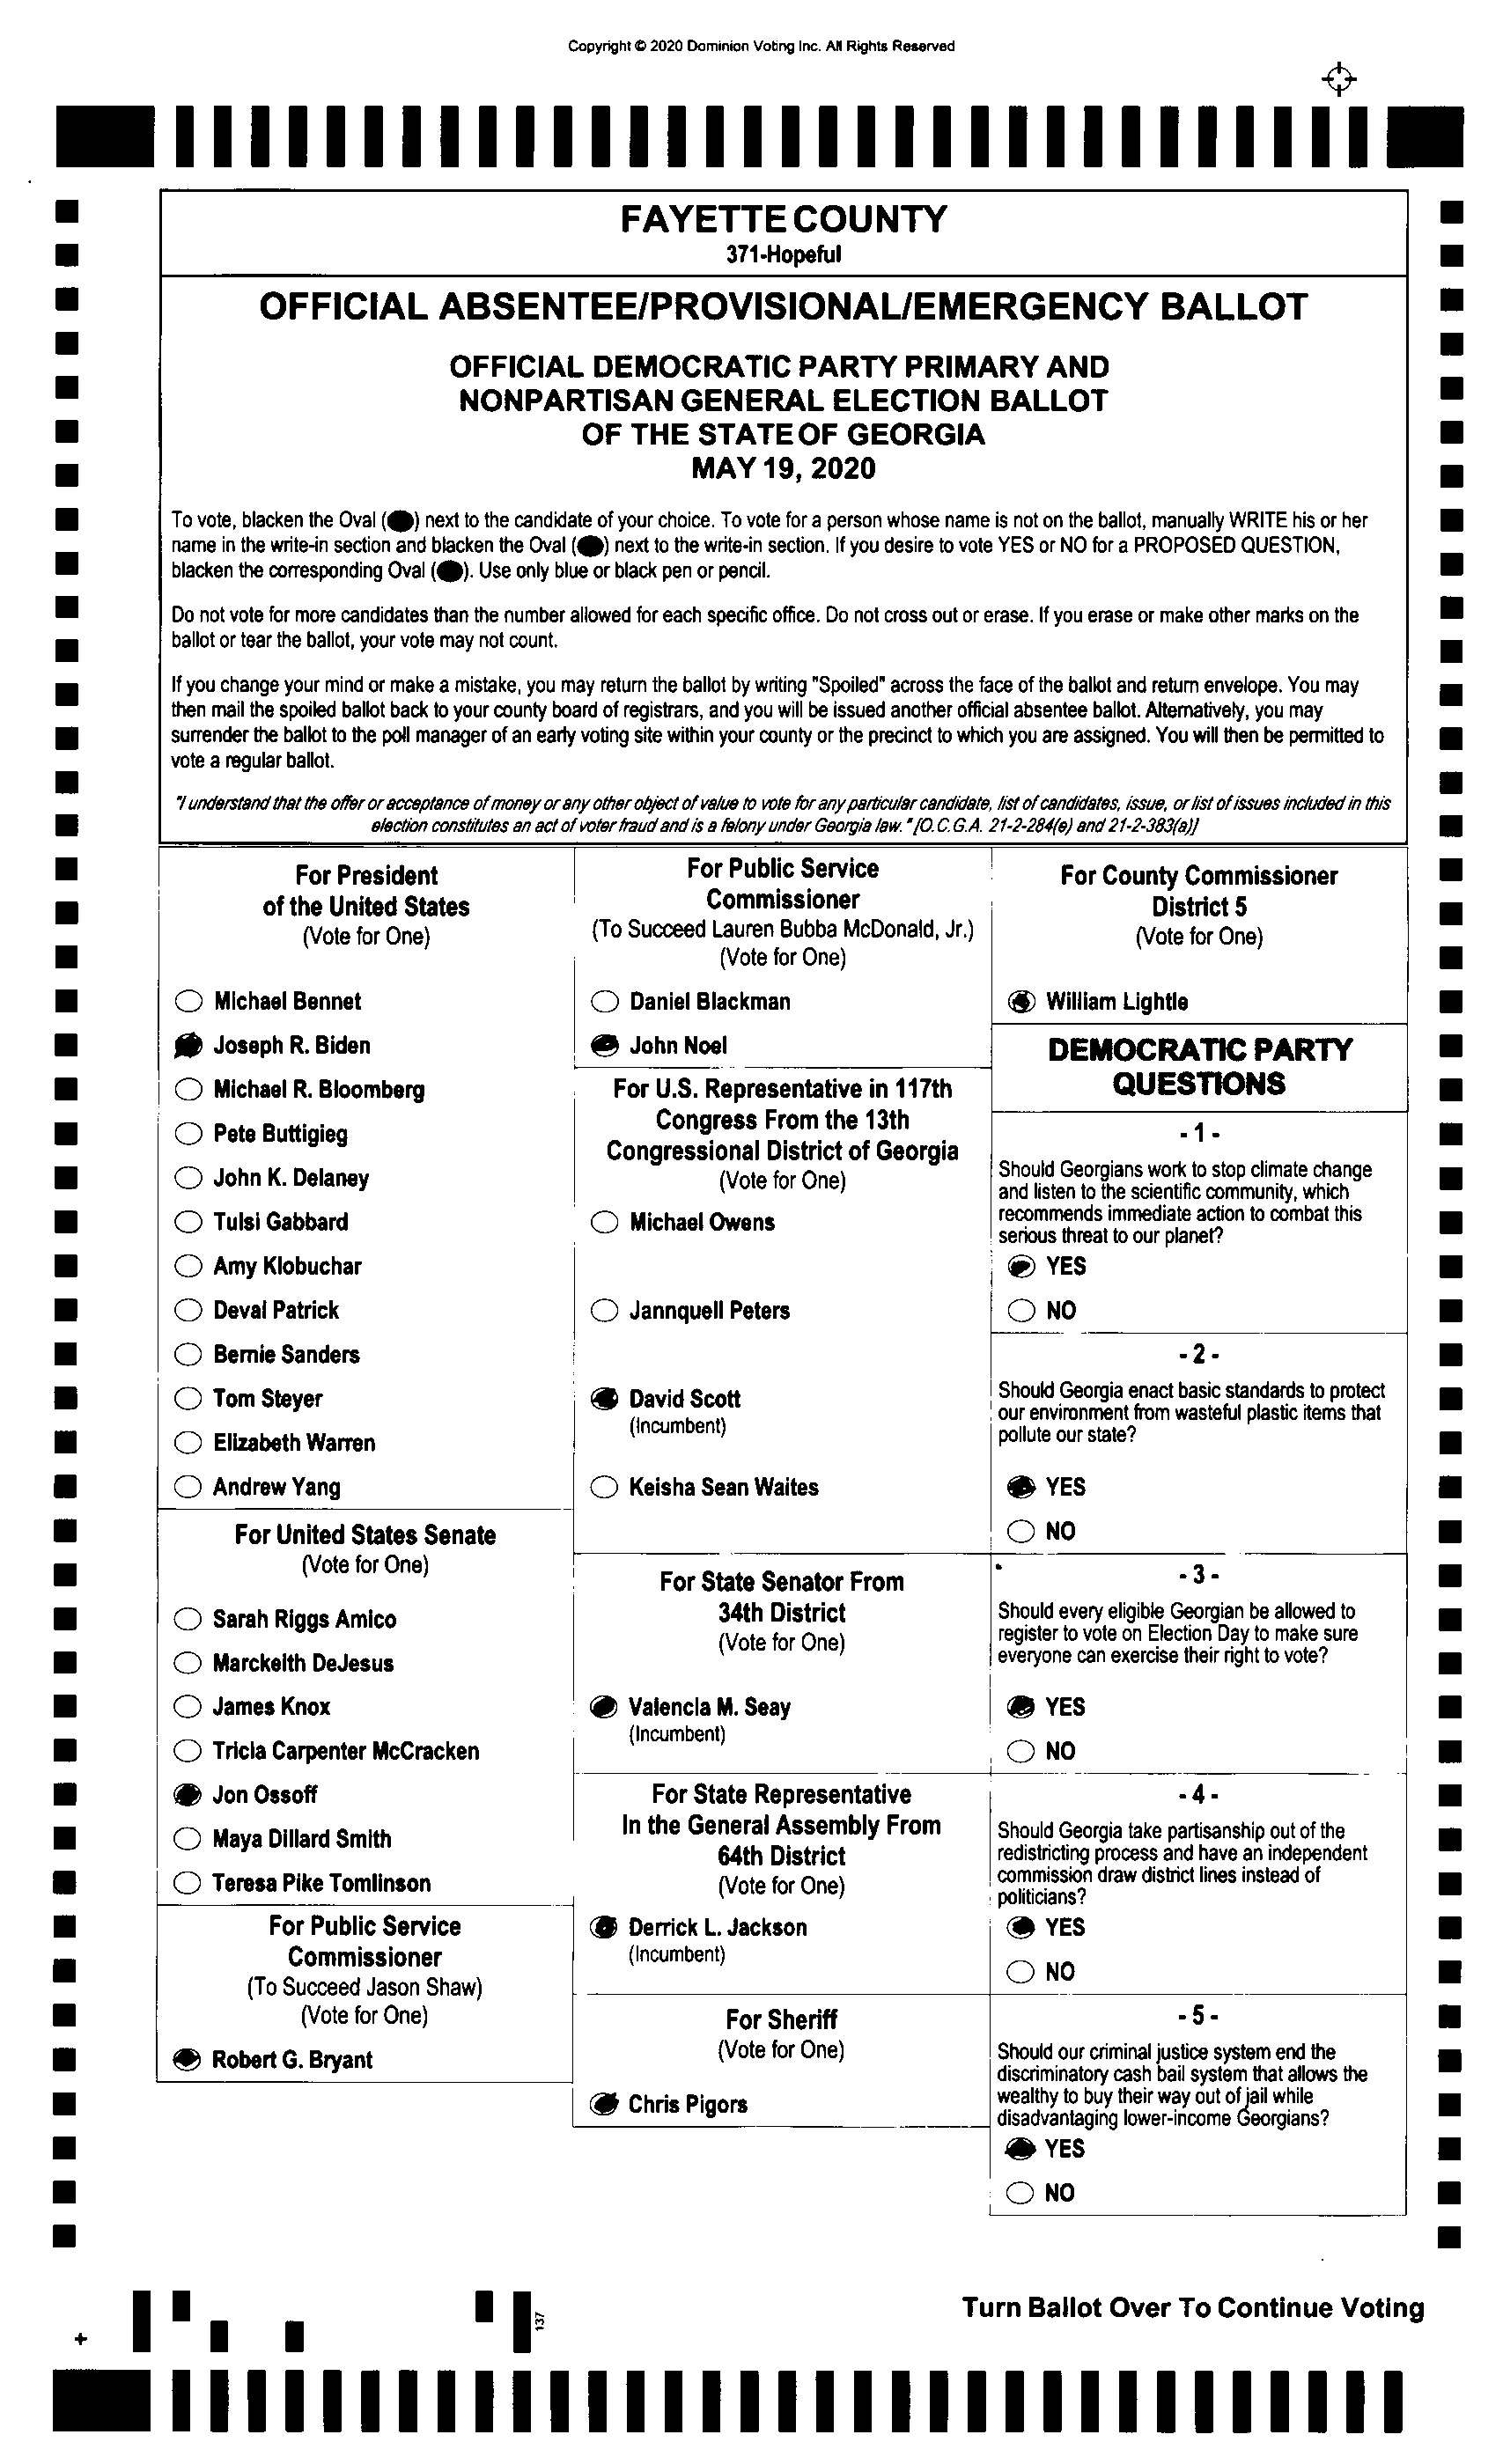 Copyright © 2020 Dominion Voting Inc. All Rights Reserved
FAYETTE COUNTY
371-Hopeful
OFFICIAL ABSENTEE/PROVISIONAL/EMERGENCY BALLOT
OFFICIAL DEMOCRATIC PARTY PRIMARY AND
NONPARTISAN GENERAL ELECTION BALLOT
OF THE STATE OF GEORGIA
MAY 19, 2020
To vote, blacken the Oval ( ) next to the candidate of your choice. To vote for a person whose name is not on the ballot, manually WRITE his or her
name in the write-in section and blacken the Oval ( ) next to the write-in section. If you desire to vote YES or NO for a PROPOSED QUESTION,
blacken the corresponding Oval ( ). Use only blue or black pen or pencil.
Do not vote for more candidates than the number allowed for each specific office. Do not cross out or erase. If you erase or make other marks on the
ballot or tear the ballot, your vote may not count.
If you change your mind or make a mistake, you may return the ballot by writing "Spoiled" across the face of the ballot and return envelope. You may
then mail the spoiled ballot back to your county board of registrars, and you will be issued another official absentee ballot. Alternatively, you may
surrender the ballot to the poll manager of an early voting site within your county or the precinct to which you are assigned. You will then be permitted to
vote a regular ballot.
"I understand that the offer or acceptance of money or any other object of value to vote for any particular candidate, list of candidates, issue, or list of issues included in this
election constitutes an act of voter fraud and is a felony under Georgia law." [O.C.G.A. 21-2-284(e) and 21-2-383(a)]
For President
of the United States
(Vote for One)
Michael Bennet
Joseph R. Biden
Michael R. Bloomberg
Pete Buttigieg
John K. Delaney
Tulsi Gabbard
Amy Klobuchar
Deval Patrick
Bernie Sanders
Tom Steyer
Elizabeth Warren
Andrew Yang
For United States Senate
(Vote for One)
Sarah Riggs Amico
Marckeith DeJesus
James Knox
Tricia Carpenter McCracken
Jon Ossoff
Maya Dillard Smith
Teresa Pike Tomlinson
For Public Service
Commissioner
(To Succeed Jason Shaw)
(Vote for One)
Robert G. Bryant
For Public Service
Commissioner
(To Succeed Lauren Bubba McDonald, Jr.)
(Vote for One)
Daniel Blackman
John Noel
For U.S. Representative in 117th
Congress From the 13th
Congressional District of Georgia
(Vote for One)
Michael Owens
Jannquell Peters
David Scott
(Incumbent)
Keisha Sean Waites
For State Senator From
34th District
(Vote for One)
Valencia M. Seay
(Incumbent)
For State Representative
In the General Assembly From
64th District
(Vote for One)
Derrick L. Jackson
(Incumbent)
For Sheriff
(Vote for One)
Chris Pigors
For County Commissioner
District 5
(Vote for One)
William Lightle
DEMOCRATIC PARTY
QUESTIONS
- 1 -
Should Georgians work to stop climate change
and listen to the scientific community, which
recommends immediate action to combat this
serious threat to our planet?
YES
NO
- 2 -
Should Georgia enact basic standards to protect
our environment from wasteful plastic items that
pollute our state?
YES
NO
- 3 -
Should every eligible Georgian be allowed to
register to vote on Election Day to make sure
everyone can exercise their right to vote?
YES
NO
- 4 -
Should Georgia take partisanship out of the
redistricting process and have an independent
commission draw district lines instead of
politicians?
YES
NO
- 5 -
Should our criminal justice system end the
discriminatory cash bail system that allows the
wealthy to buy their way out of jail while
disadvantaging lower-income Georgians?
YES
NO
Turn Ballot Over To Continue Voting
137